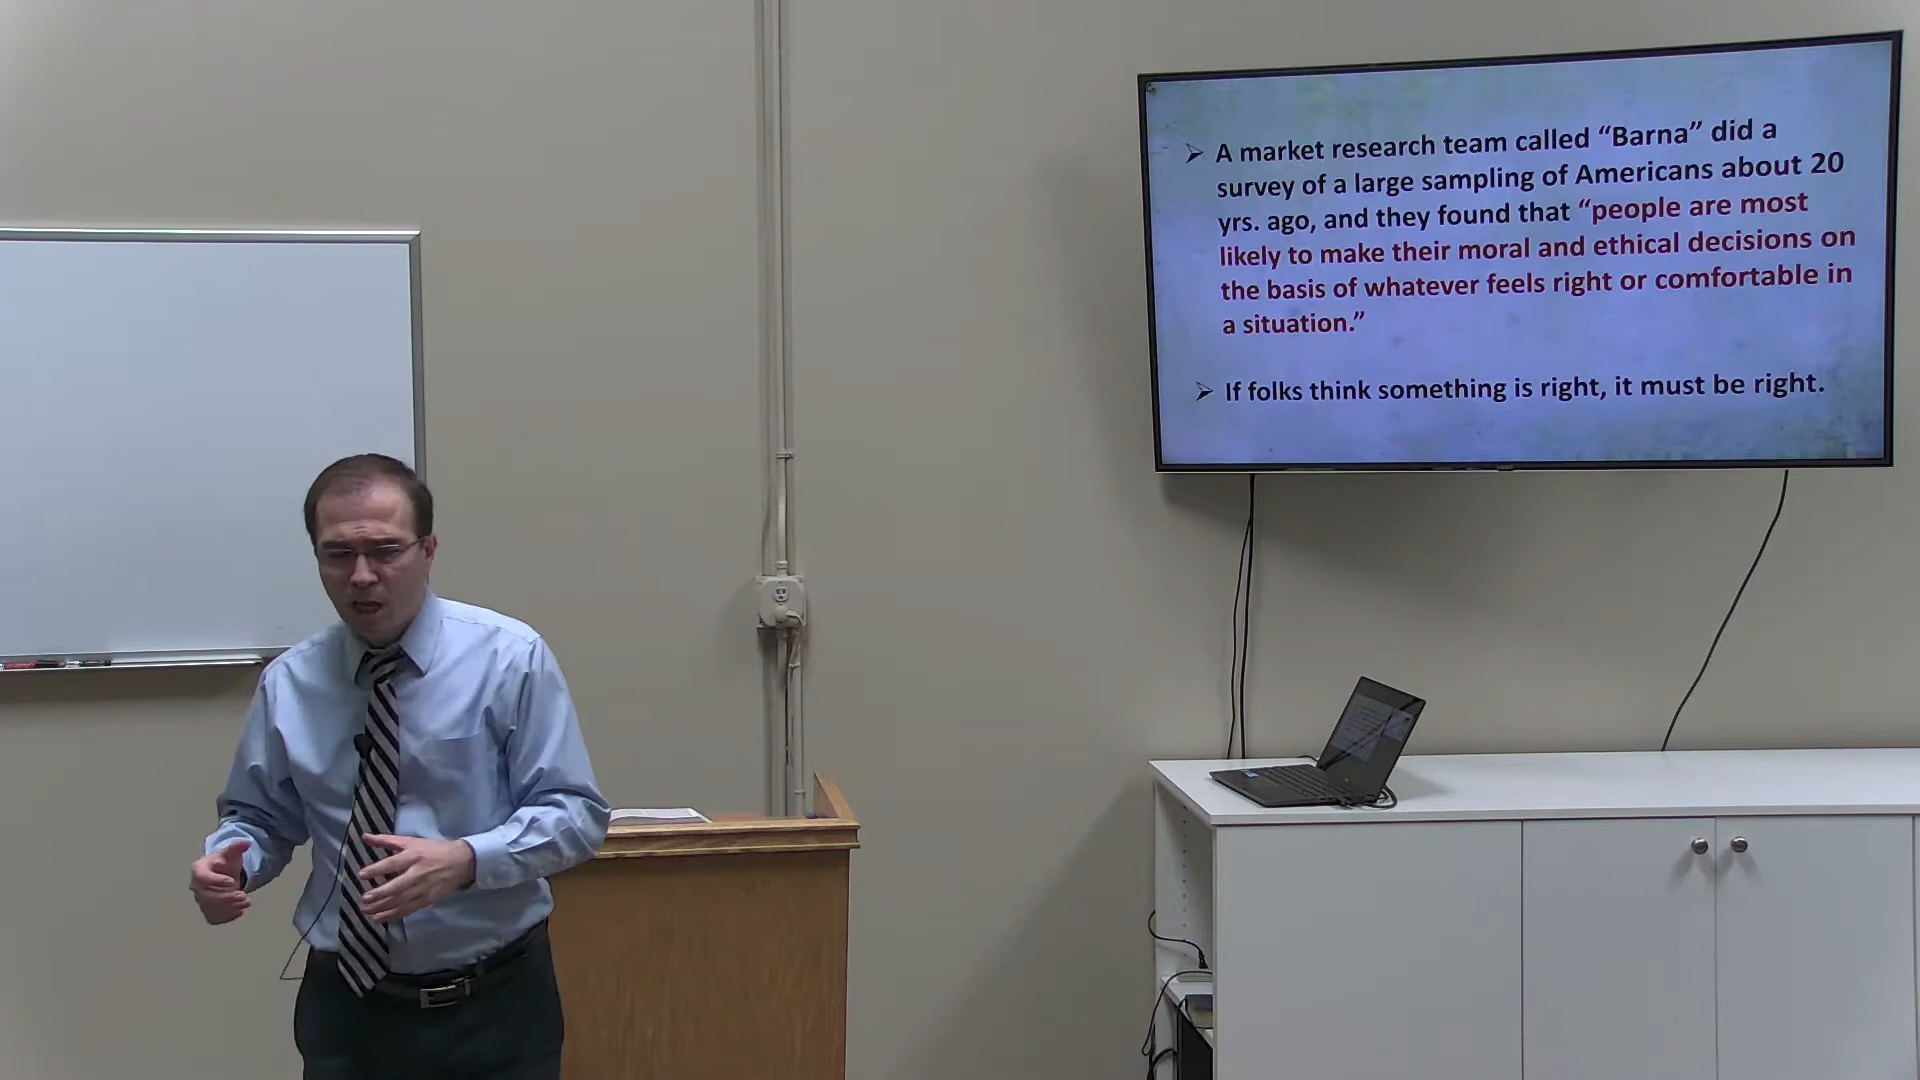 ➢ A market research team called “Barna” did a
survey of a large sampling of Americans about 20
yrs. ago, and they found that “people are most
likely to make their moral and ethical decisions on
the basis of whatever feels right or comfortable in
a situation.”
➢ If folks think something is right, it must be right.